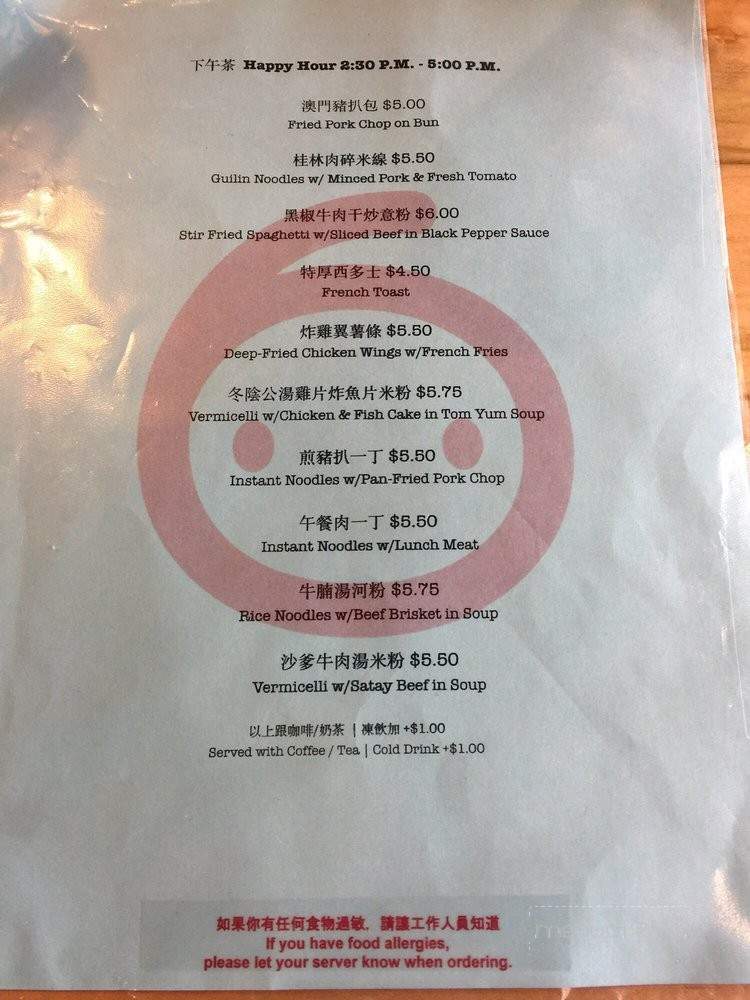 下午茶 Happy Hour 2:30 P.M. - 5:00 P.M.
澳門豬扒包 $5.00
Fried Pork Chop on Bun
桂林肉碎米線 $5.50
Guilin Noodles w/ Minced Pork & Fresh Tomato
黑椒牛肉干炒意粉 $6.00
Stir Fried Spaghetti w/Sliced Beef in Black Pepper Sauce
特厚西多士 $4.50
French Toast
炸雞翼薯條 $5.50
Deep-Fried Chicken Wings w/French Fries
冬陰公湯雞片炸魚片米粉 $5.75
Vermicelli w/Chicken & Fish Cake in Tom Yum Soup
煎豬扒一丁 $5.50
Instant Noodles w/Pan-Fried Pork Chop
午餐肉一丁 $5.50
Instant Noodles w/Lunch Meat
牛腩湯河粉 $5.75
Rice Noodles w/Beef Brisket in Soup
沙爹牛肉湯米粉 $5.50
Vermicelli w/Satay Beef in Soup
以上跟咖啡/奶茶 | 凍飲加 +$1.00
Served with Coffee / Tea | Cold Drink +$1.00
如果你有任何食物過敏, 請讓工作人員知道
If you have food allergies,
please let your server know when ordering.